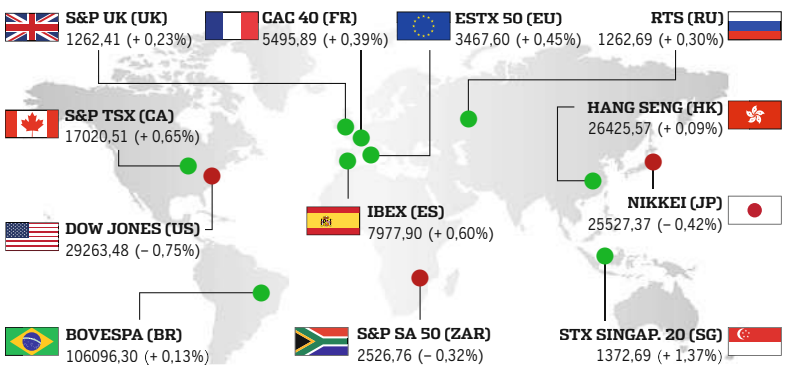 S&P UK (UK)
1262,41 (+ 0,23%)
CAC 40 (FR)
5495,89 (+ 0,39%)
ESTX 50 (EU)
3467,60 (+ 0,45%)
RTS (RU)
1262,69 (+ 0,30%)
S&P TSX (CA)
17020,51 (+ 0,65%)
HANG SENG (HK)
26425,57 (+ 0,09%)
DOW JONES (US)
29263,48 (– 0,75%)
IBEX (ES)
7977,90 (+ 0,60%)
NIKKEI (JP)
25527,37 (– 0,42%)
BOVESPA (BR)
106096,30 (+ 0,13%)
S&P SA 50 (ZAR)
2526,76 (– 0,32%)
STX SINGAP. 20 (SG)
1372,69 (+ 1,37%)